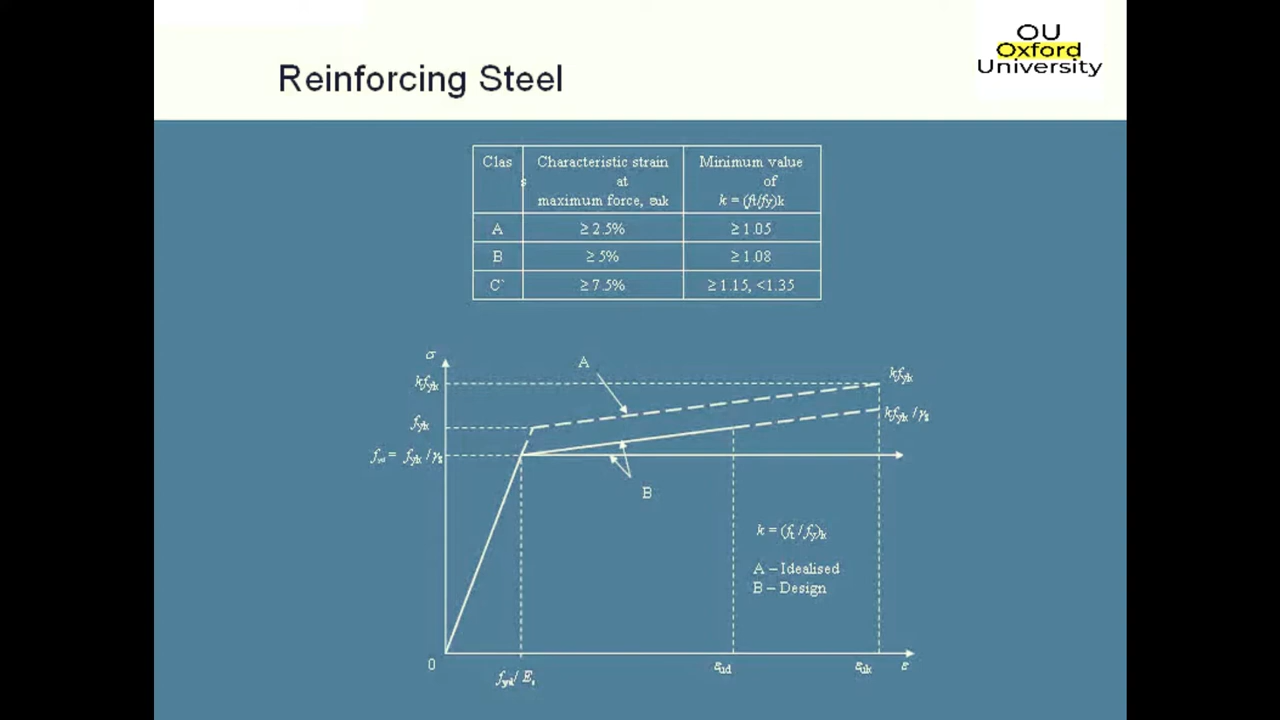 OU
Oxford
University
Reinforcing Steel
Clas
s
Characteristic strain
at
maximum force, εuk
Minimum value
of
k = (ft/fy)k
A
≥ 2.5%
≥ 1.05
B
≥ 5%
≥ 1.08
C`
≥ 7.5%
≥ 1.15, <1.35
σ
A
kfyk
kfyk
fyk
kfyk / γs
fyd = fyk / γs
B
k = (ft / fy)k
A – Idealised
B – Design
0
fyd / Es
εud
εuk
ε